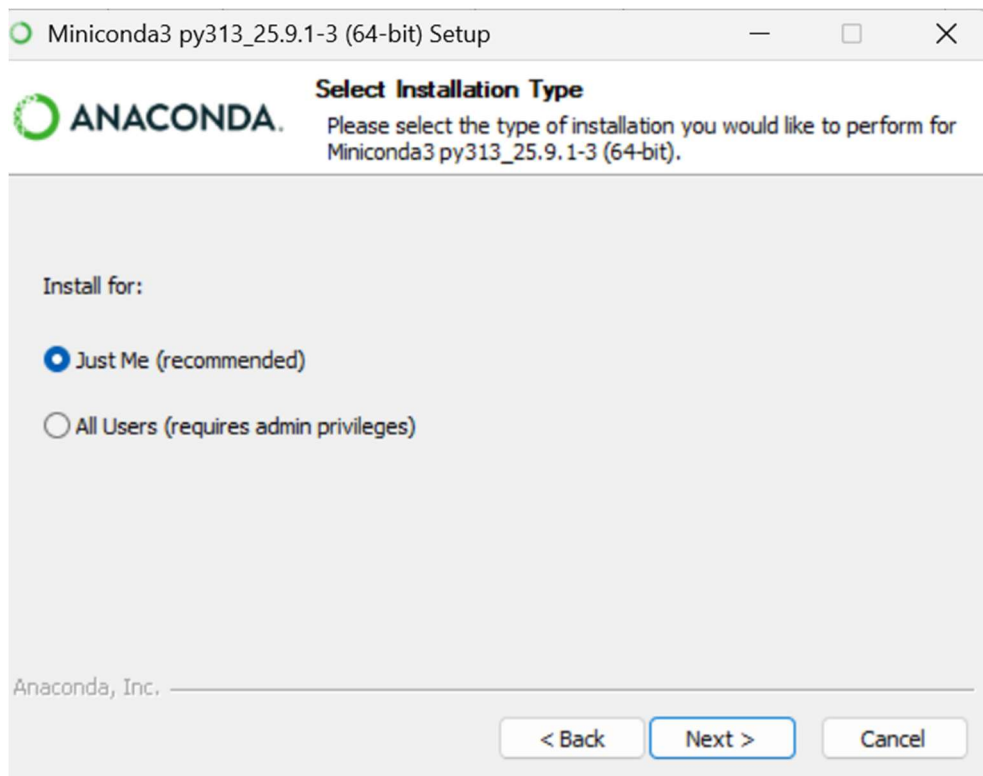 Miniconda3 py313_25.9.1-3 (64-bit) Setup
ANACONDA.
Select Installation Type
Please select the type of installation you would like to perform for
Miniconda3 py313_25.9.1-3 (64-bit).
Install for:
Just Me (recommended)
All Users (requires admin privileges)
Anaconda, Inc.
< Back
Next >
Cancel